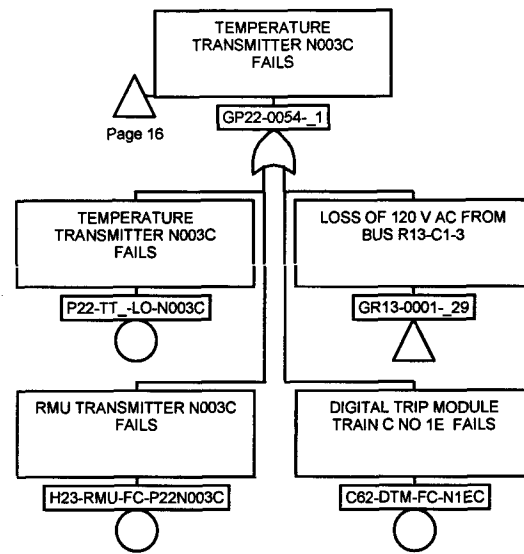 TEMPERATURE
TRANSMITTER N003C
FAILS
Page 16
GP22-0054-_1
TEMPERATURE
TRANSMITTER N003C
FAILS
P22-TT_-LO-N003C
LOSS OF 120 V AC FROM
BUS R13-C1-3
GR13-0001-_29
RMU TRANSMITTER N003C
FAILS
H23-RMU-FC-P22N003C
DIGITAL TRIP MODULE
TRAIN C NO 1E FAILS
C62-DTM-FC-N1EC